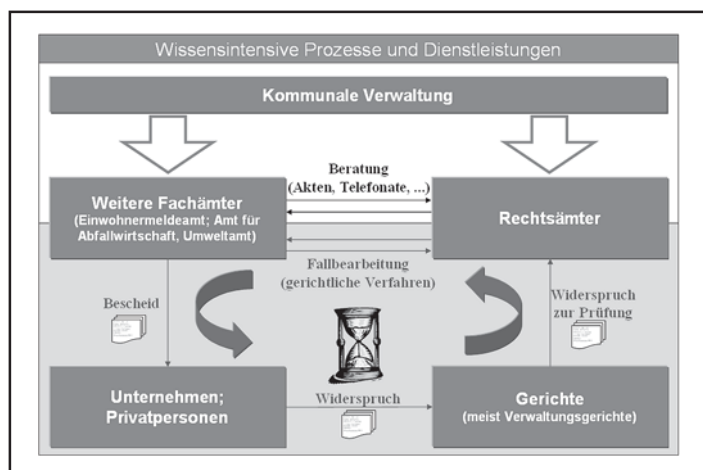 Wissensintensive Prozesse und Dienstleistungen
Kommunale Verwaltung
Beratung
(Akten, Telefonate, ...)
Weitere Fachämter
(Einwohnermeldeamt; Amt für
Abfallwirtschaft, Umweltamt)
Rechtsämter
Fallbearbeitung
(gerichtliche Verfahren)
Bescheid
Widerspruch
zur Prüfung
Unternehmen;
Privatpersonen
Widerspruch
Gerichte
(meist Verwaltungsgerichte)